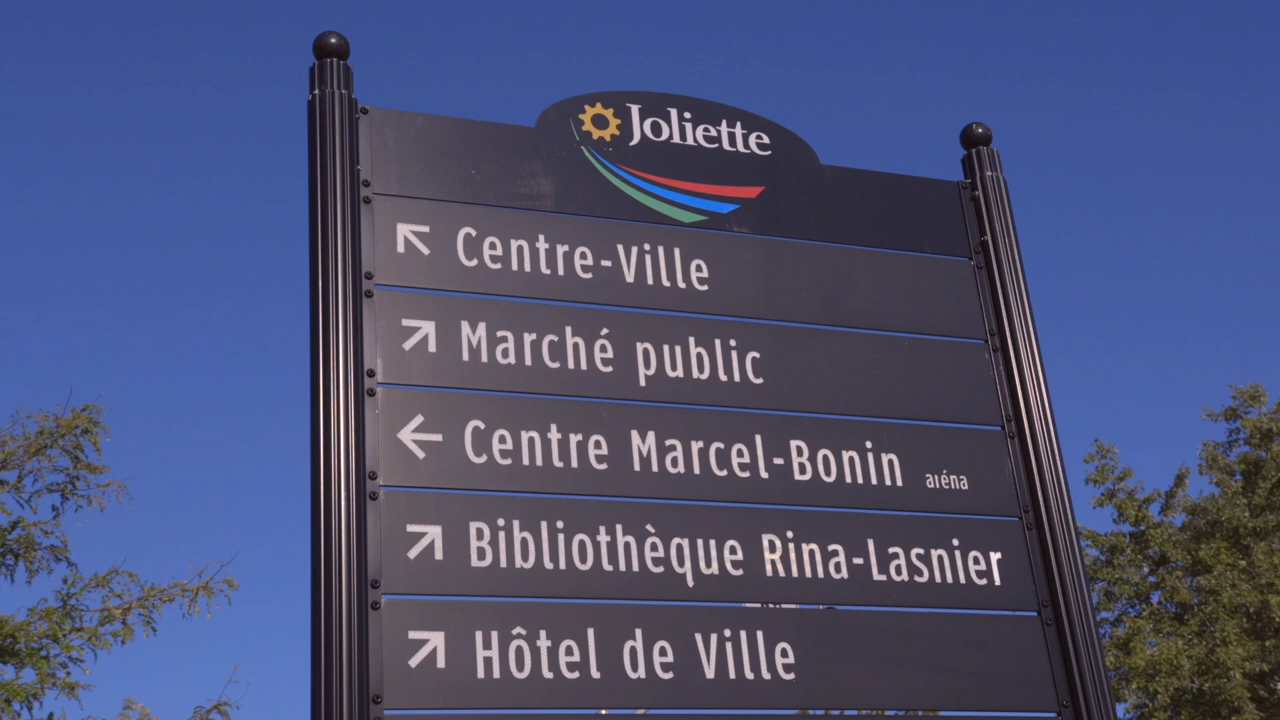 Joliette
Centre-Ville
Marché public
Centre Marcel-Bonin aréna
Bibliothèque Rina-Lasnier
Hôtel de Ville